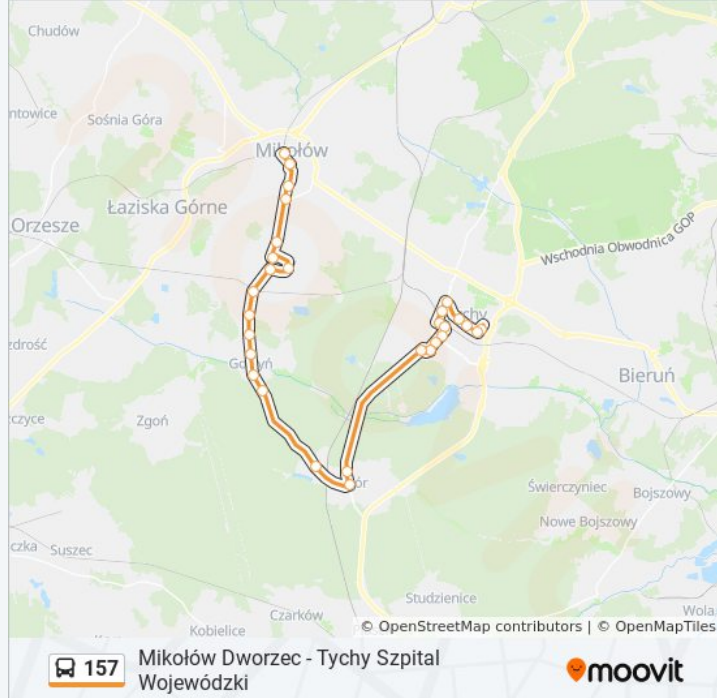 Chudów
Sośnia Góra
Mikołów
Łaziska Górne
Orzesze
Wschodnia Obwodnica GOP
Bieruń
Zgoń
Świerczyniec
Bojszowy
Nowe Bojszowy
Suszec
Studzienice
Czarków
Kobielice
Wola
© OpenStreetMap contributors | © OpenMapTiles
157
Mikołów Dworzec - Tychy Szpital
Wojewódzki
moovit